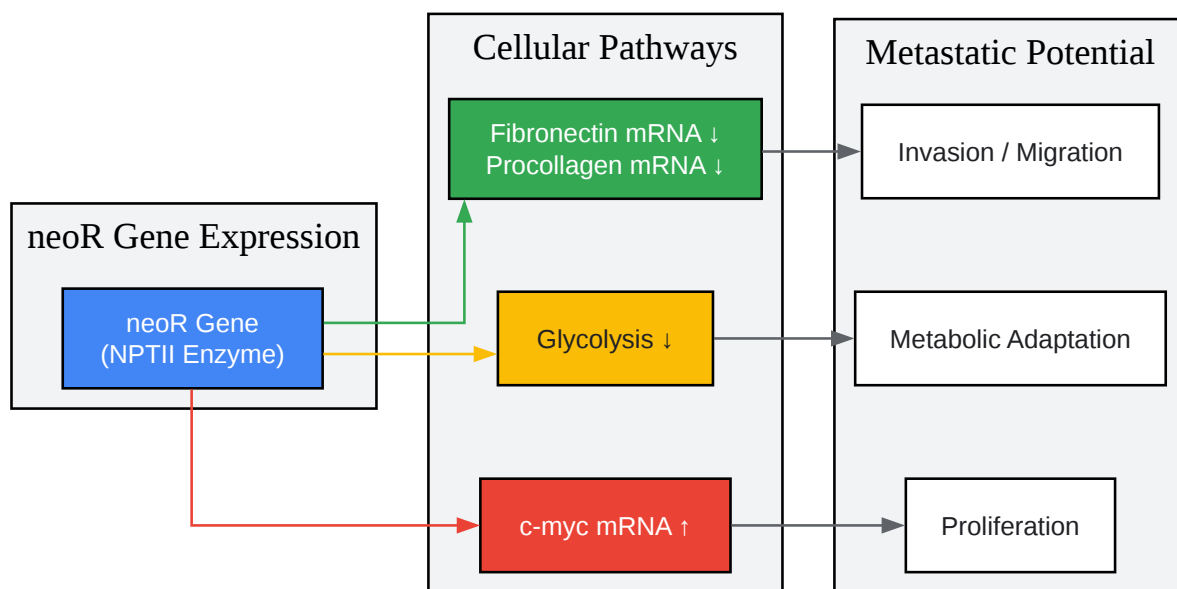 neoR Gene Expression
neoR Gene
(NPTII Enzyme)
Cellular Pathways
Fibronectin mRNA ↓
Procollagen mRNA ↓
Glycolysis ↓
c-myc mRNA ↑
Metastatic Potential
Invasion / Migration
Metabolic Adaptation
Proliferation